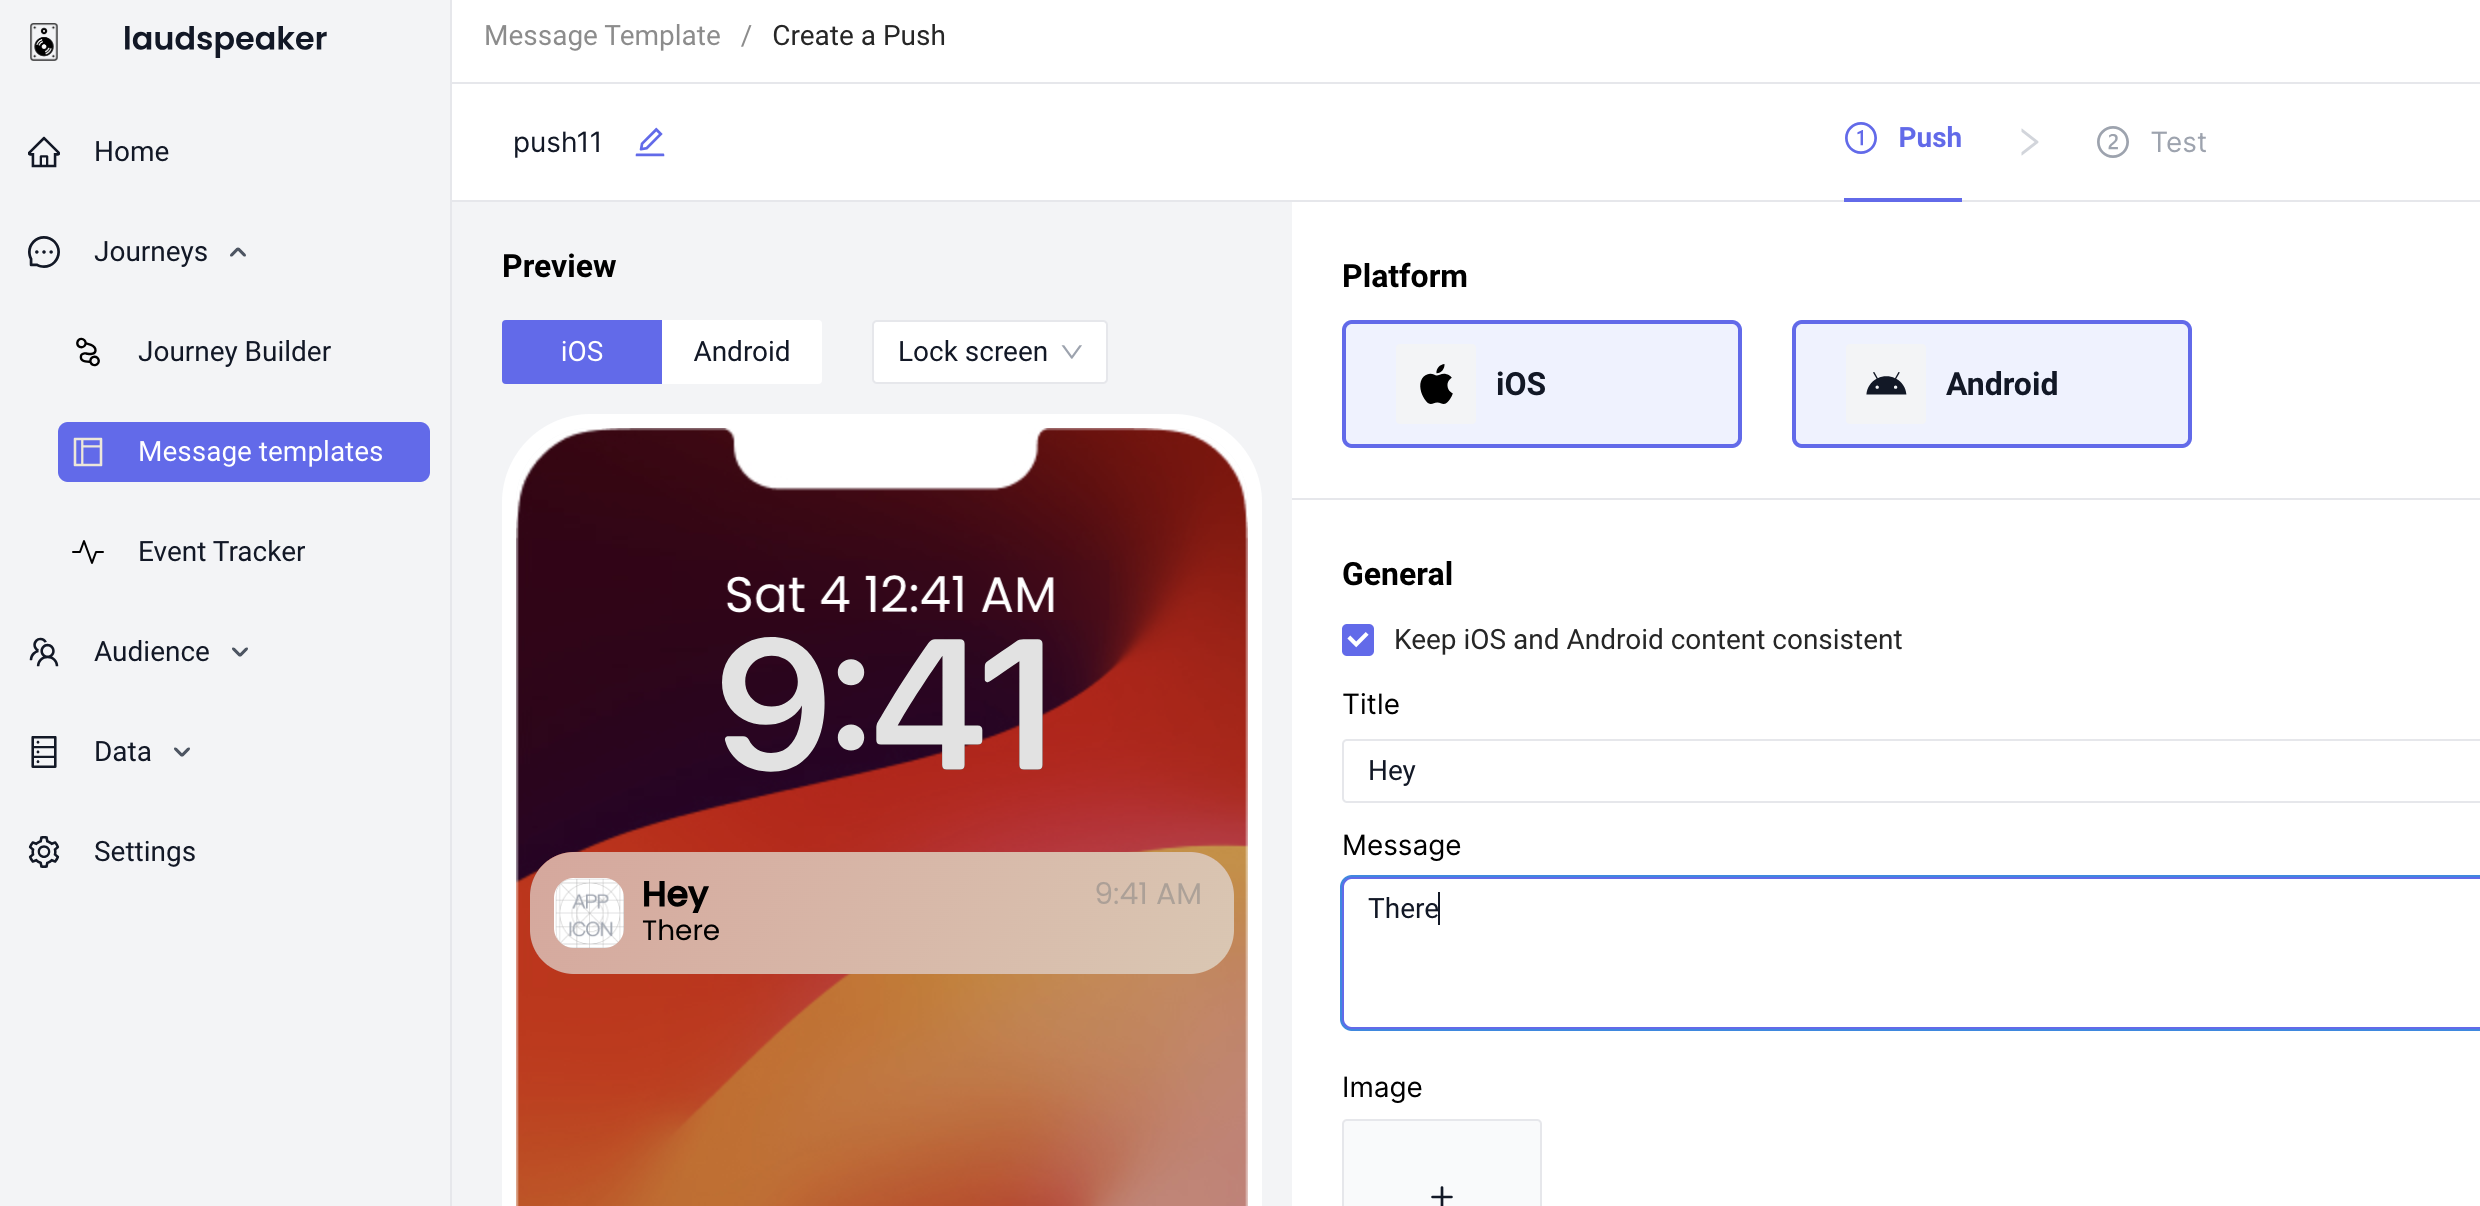 laudspeaker
Home
Journeys
Journey Builder
Message templates
Event Tracker
Audience
Data
Settings
Message Template / Create a Push
push11
1 Push
2 Test
Preview
iOS Android Lock screen
Sat 4 12:41 AM
9:41
APP
ICON
Hey
9:41 AM
There
Platform
iOS Android
General
Keep iOS and Android content consistent
Title
Hey
Message
There
Image